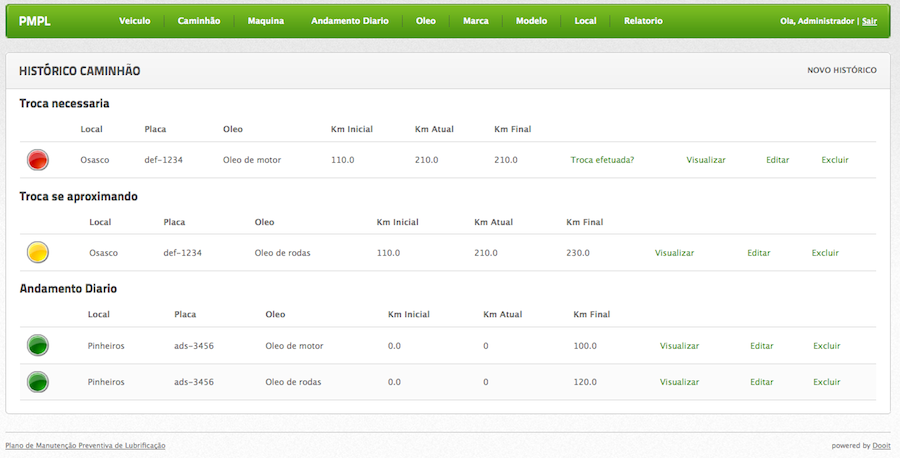 PMPL Veiculo Caminhão Maquina Andamento Diario Oleo Marca Modelo Local Relatorio Ola, Administrador | Sair
HISTÓRICO CAMINHÃO NOVO HISTÓRICO
Troca necessaria
Local Placa Oleo Km Inicial Km Atual Km Final
Osasco def-1234 Oleo de motor 110.0 210.0 210.0 Troca efetuada? Visualizar Editar Excluir
Troca se aproximando
Local Placa Oleo Km Inicial Km Atual Km Final
Osasco def-1234 Oleo de rodas 110.0 210.0 230.0 Visualizar Editar Excluir
Andamento Diario
Local Placa Oleo Km Inicial Km Atual Km Final
Pinheiros ads-3456 Oleo de motor 0.0 0 100.0 Visualizar Editar Excluir
Pinheiros ads-3456 Oleo de rodas 0.0 0 120.0 Visualizar Editar Excluir
Plano de Manutenção Preventiva de Lubrificação powered by Dooit